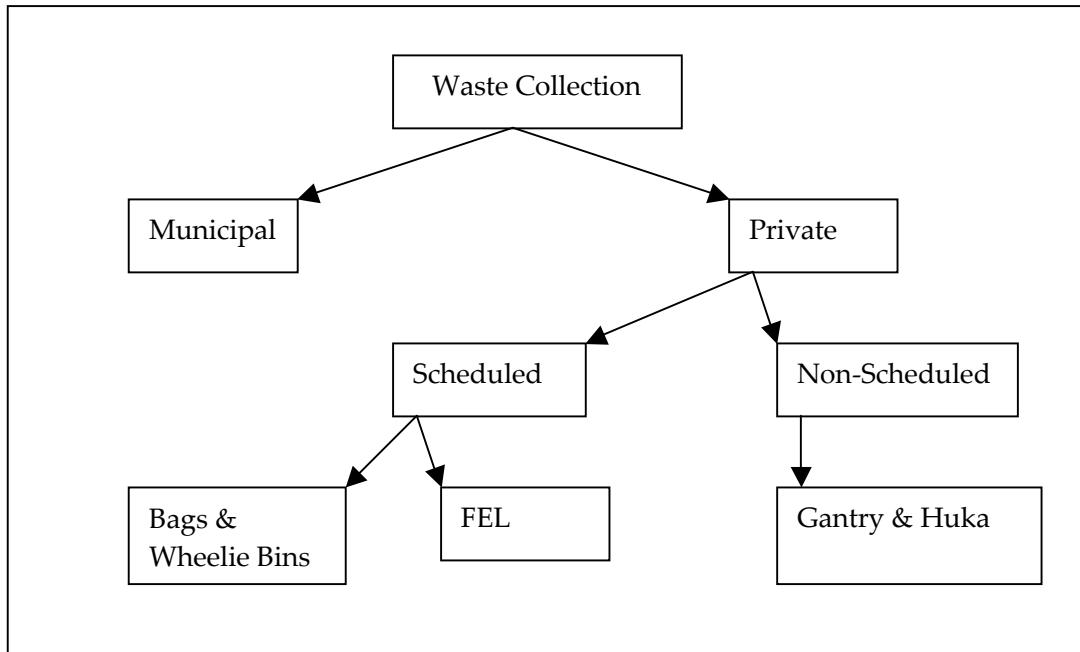 Waste Collection
Municipal
Private
Scheduled
Non-Scheduled
Bags &
Wheelie Bins
FEL
Gantry & Huka